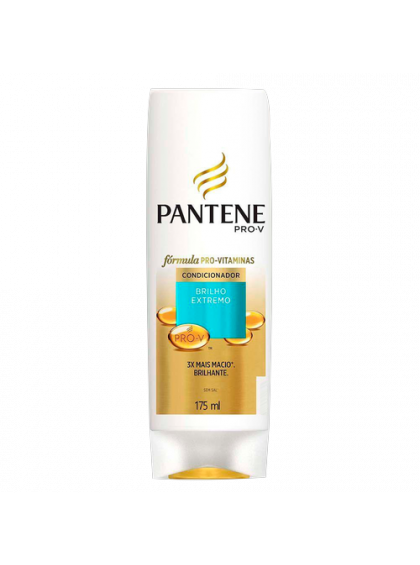 PANTENE
PRO-V
fórmula PRO-VITAMINAS
CONDICIONADOR
BRILHO
EXTREMO
PRO-V
3X MAIS MACIO*,
BRILHANTE.
175 ml